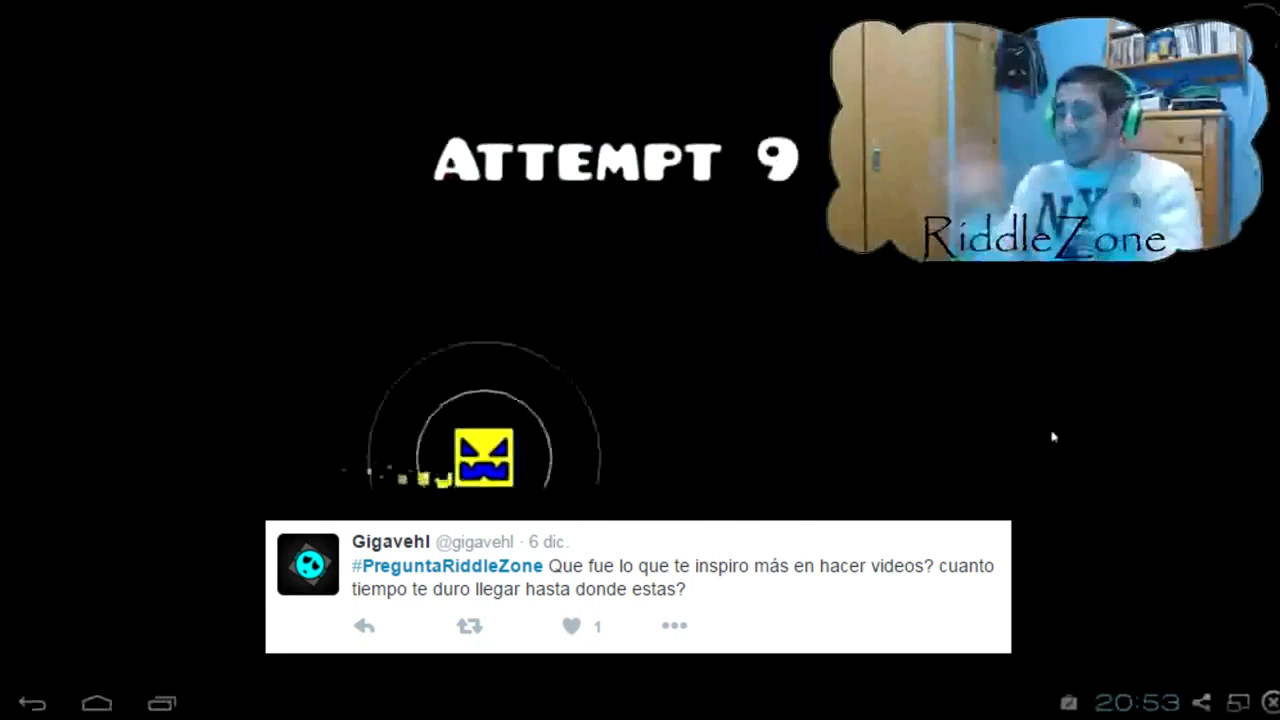 ATTEMPT 9
NY
RiddleZone
Gigavehl @gigavehl · 6 dic.
#PreguntaRiddleZone Que fue lo que te inspiro más en hacer videos? cuanto
tiempo te duro llegar hasta donde estas?
1
20:53